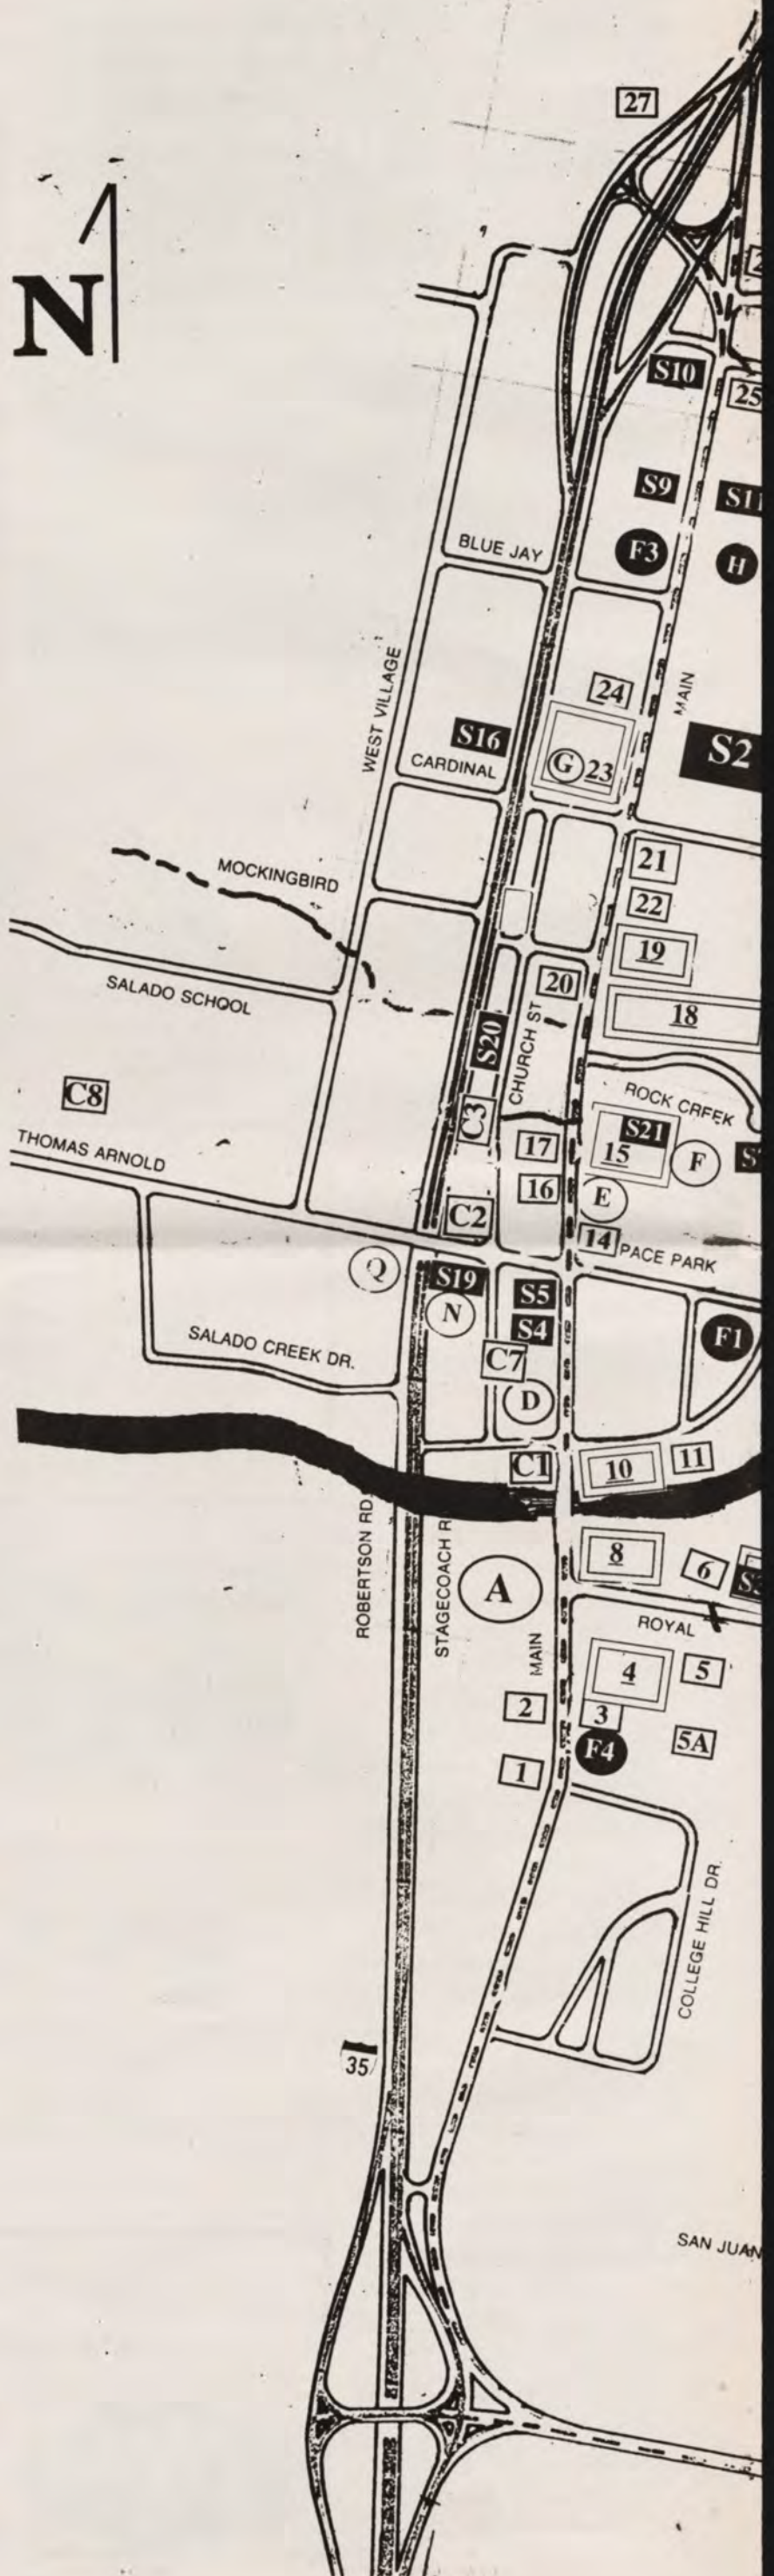 27
N
S10
25
S9
S11
F3
H
BLUE JAY
WEST VILLAGE
24
MAIN
S16
S2
G
23
CARDINAL
21
MOCKINGBIRD
22
19
20
18
SALADO SCHOOL
S20
CHURCH ST
C8
C3
ROCK CREEK
S21
17
15
F
THOMAS ARNOLD
16
E
C2
14
PACE PARK
Q
S19
S5
N
S4
F1
SALADO CREEK DR.
C7
D
C1
10
11
ROBERTSON RD.
STAGECOACH R
8
6
A
ROYAL
MAIN
4
5
2
3
5A
F4
1
COLLEGE HILL DR.
35
SAN JUAN